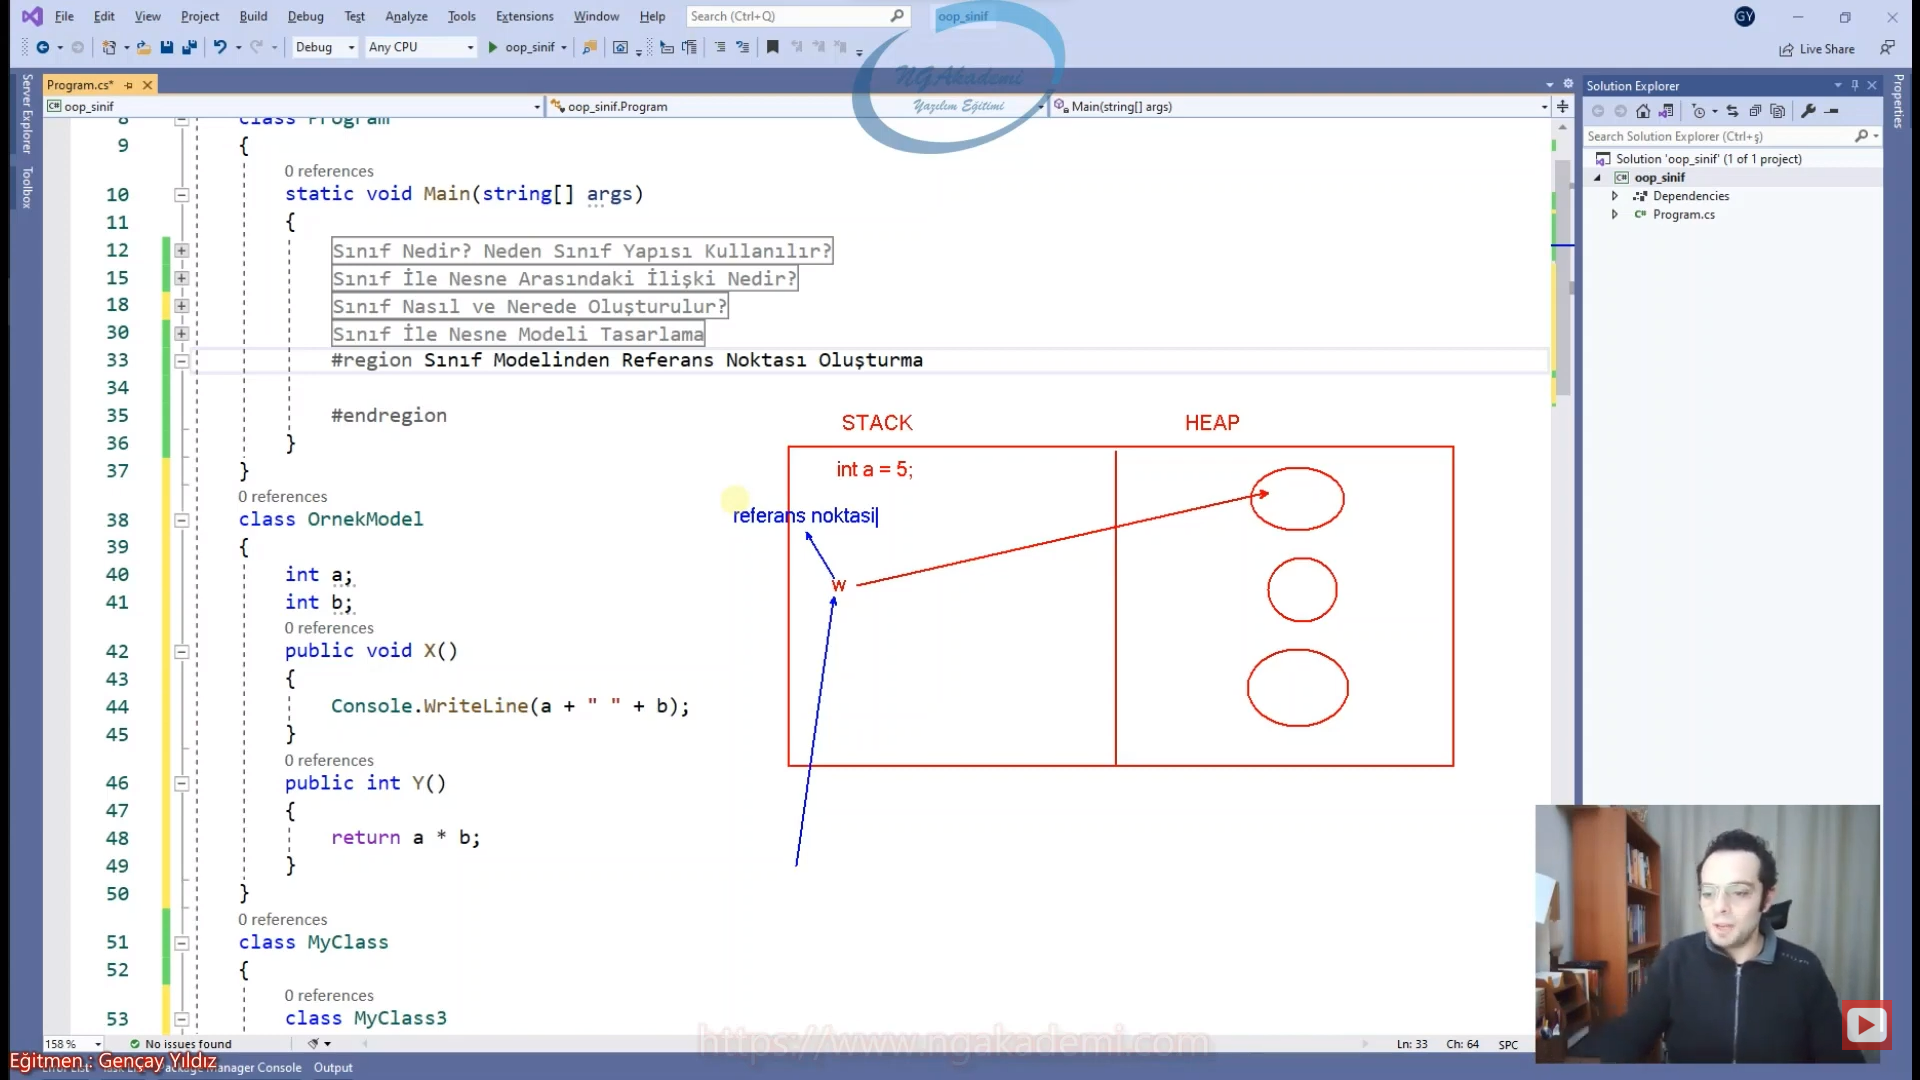 File Edit View Project Build Debug Test Analyze Tools Extensions Window Help Search (Ctrl+Q) oop_sinif GY
Debug Any CPU oop_sinif Live Share
NGAkademi
Yazılım Eğitimi
Server Explorer
Toolbox
Properties
Program.cs*
oop_sinif oop_sinif.Program Main(string[] args)
8 class Program
9 {
0 references
10 static void Main(string[] args)
11 {
12 Sınıf Nedir? Neden Sınıf Yapısı Kullanılır?
15 Sınıf İle Nesne Arasındaki İlişki Nedir?
18 Sınıf Nasıl ve Nerede Oluşturulur?
30 Sınıf İle Nesne Modeli Tasarlama
33 #region Sınıf Modelinden Referans Noktası Oluşturma
34
35 #endregion
36 }
37 }
0 references
38 class OrnekModel
39 {
40 int a;
41 int b;
0 references
42 public void X()
43 {
44 Console.WriteLine(a + " " + b);
45 }
0 references
46 public int Y()
47 {
48 return a * b;
49 }
50 }
0 references
51 class MyClass
52 {
0 references
53 class MyClass3
STACK HEAP
int a = 5;
referans noktasi
w
Solution Explorer
Search Solution Explorer (Ctrl+ş)
Solution 'oop_sinif' (1 of 1 project)
oop_sinif
Dependencies
Program.cs
158 % No issues found Ln: 33 Ch: 64 SPC
https://www.ngakademi.com
Eğitmen : Gençay Yıldız
Manager Console Output